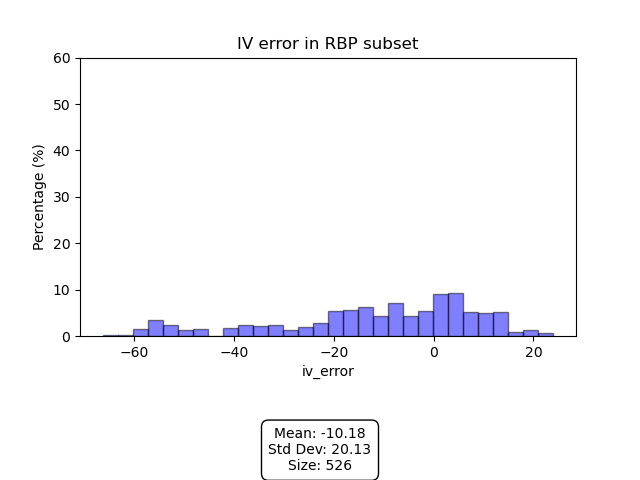 IV error in RBP subset
60
50
40
30
20
10
0
Percentage (%)
−60
−40
−20
0
20
iv_error
Mean: -10.18
Std Dev: 20.13
Size: 526